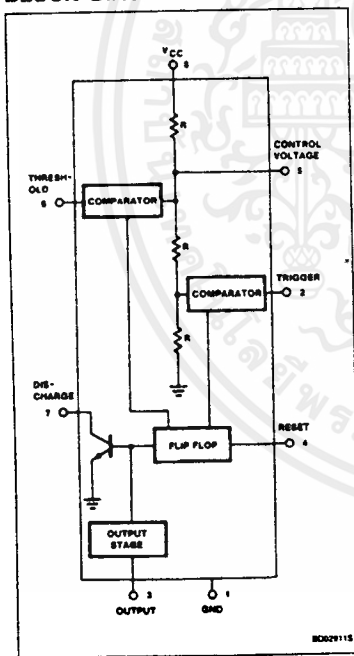 VCC
8
R
CONTROL
VOLTAGE
5
THRESH-
OLD
6
COMPARATOR
R
TRIGGER
COMPARATOR
2
R
DIS-
CHARGE
7
FLIP FLOP
RESET
4
OUTPUT
STAGE
3
OUTPUT
1
GND
BD02911S